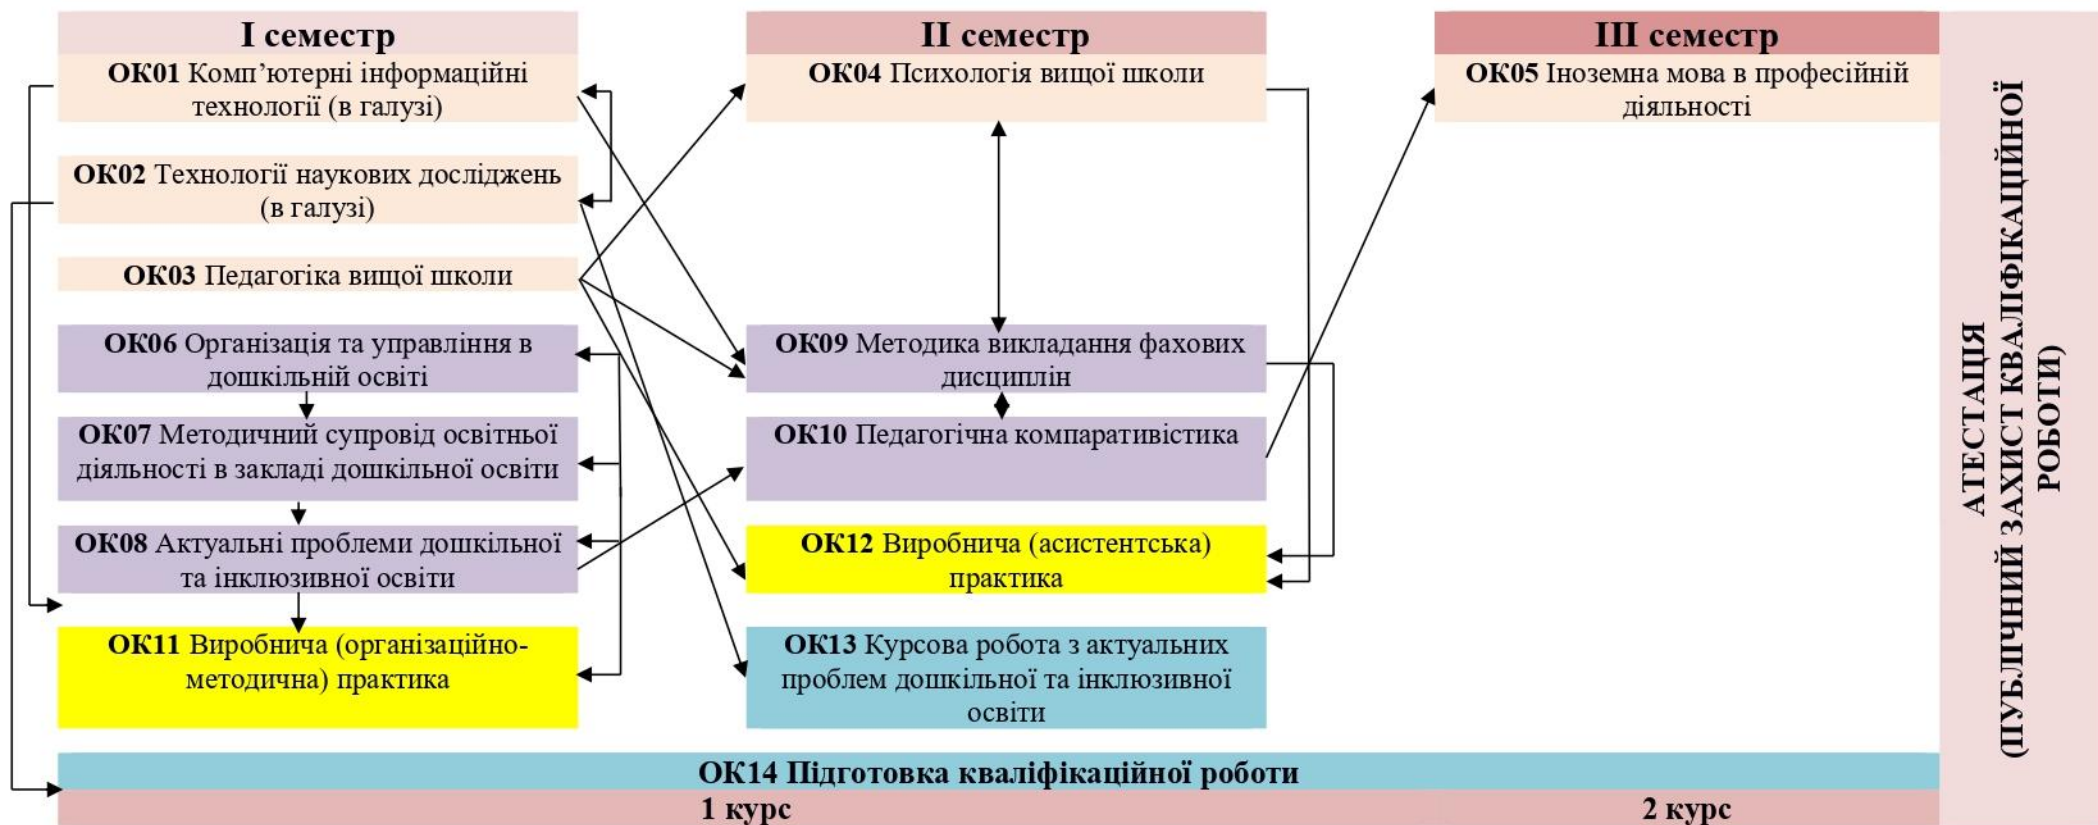 I семестр
ОК01 Комп’ютерні інформаційні
технології (в галузі)
ОК02 Технології наукових досліджень
(в галузі)
ОК03 Педагогіка вищої школи
ОК06 Організація та управління в
дошкільній освіті
ОК07 Методичний супровід освітньої
діяльності в закладі дошкільної освіти
ОК08 Актуальні проблеми дошкільної
та інклюзивної освіти
ОК11 Виробнича (організаційно-
методична) практика
II семестр
ОК04 Психологія вищої школи
ОК09 Методика викладання фахових
дисциплін
ОК10 Педагогічна компаративістика
ОК12 Виробнича (асистентська)
практика
ОК13 Курсова робота з актуальних
проблем дошкільної та інклюзивної
освіти
III семестр
ОК05 Іноземна мова в професійній
діяльності
ОК14 Підготовка кваліфікаційної роботи
1 курс
2 курс
АТЕСТАЦІЯ
(ПУБЛІЧНИЙ ЗАХИСТ КВАЛІФІКАЦІЙНОЇ
РОБОТИ)